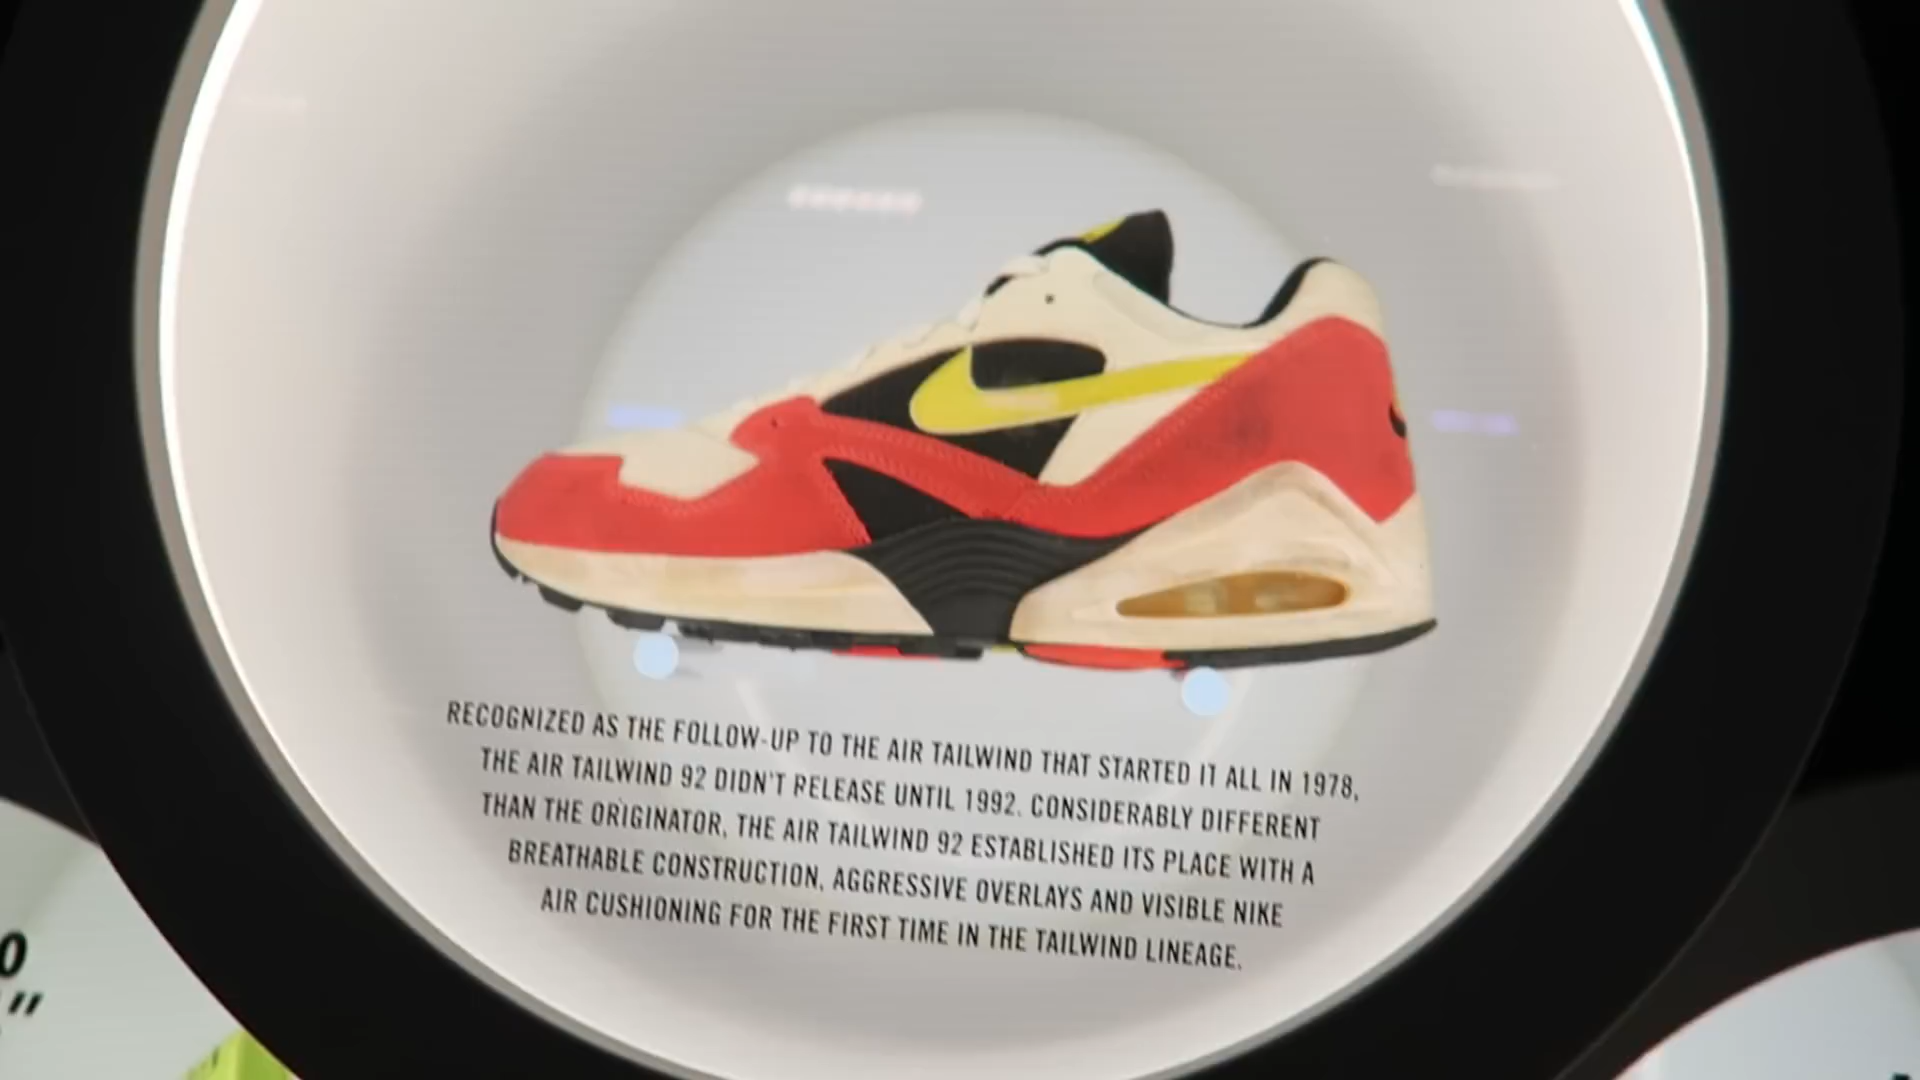 RECOGNIZED AS THE FOLLOW-UP TO THE AIR TAILWIND THAT STARTED IT ALL IN 1978,
THE AIR TAILWIND 92 DIDN'T RELEASE UNTIL 1992. CONSIDERABLY DIFFERENT
THAN THE ORIGINATOR, THE AIR TAILWIND 92 ESTABLISHED ITS PLACE WITH A
BREATHABLE CONSTRUCTION, AGGRESSIVE OVERLAYS AND VISIBLE NIKE
AIR CUSHIONING FOR THE FIRST TIME IN THE TAILWIND LINEAGE.
0
"